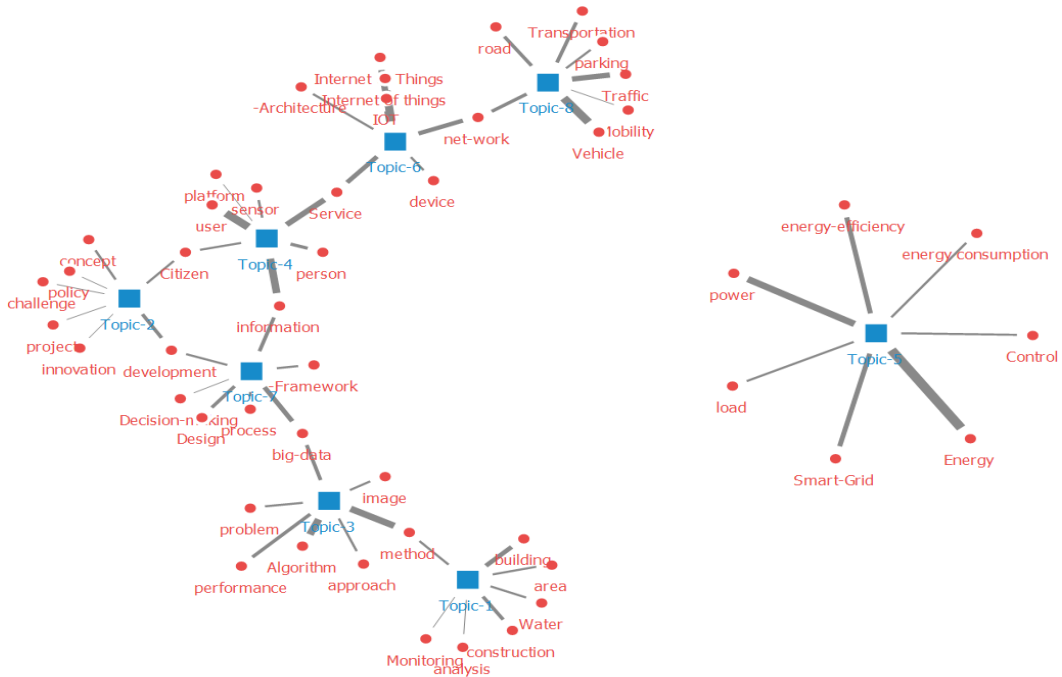 Transportation
road
parking
Internet
Things
Traffic
Internet of things
-Architecture
Topic-8
IOT
net-work
Mobility
Vehicle
Topic-6
device
platform
sensor
Service
user
energy-efficiency
energy consumption
concept
Citizen
Topic-4
person
policy
challenge
power
Topic-2
information
project
innovation
development
Topic-5
Control
-Framework
Topic-7
load
Decision-making
process
Design
big-data
Energy
Smart-Grid
image
problem
Topic-3
method
building
Algorithm
performance
approach
area
Topic-1
Water
construction
Monitoring
analysis